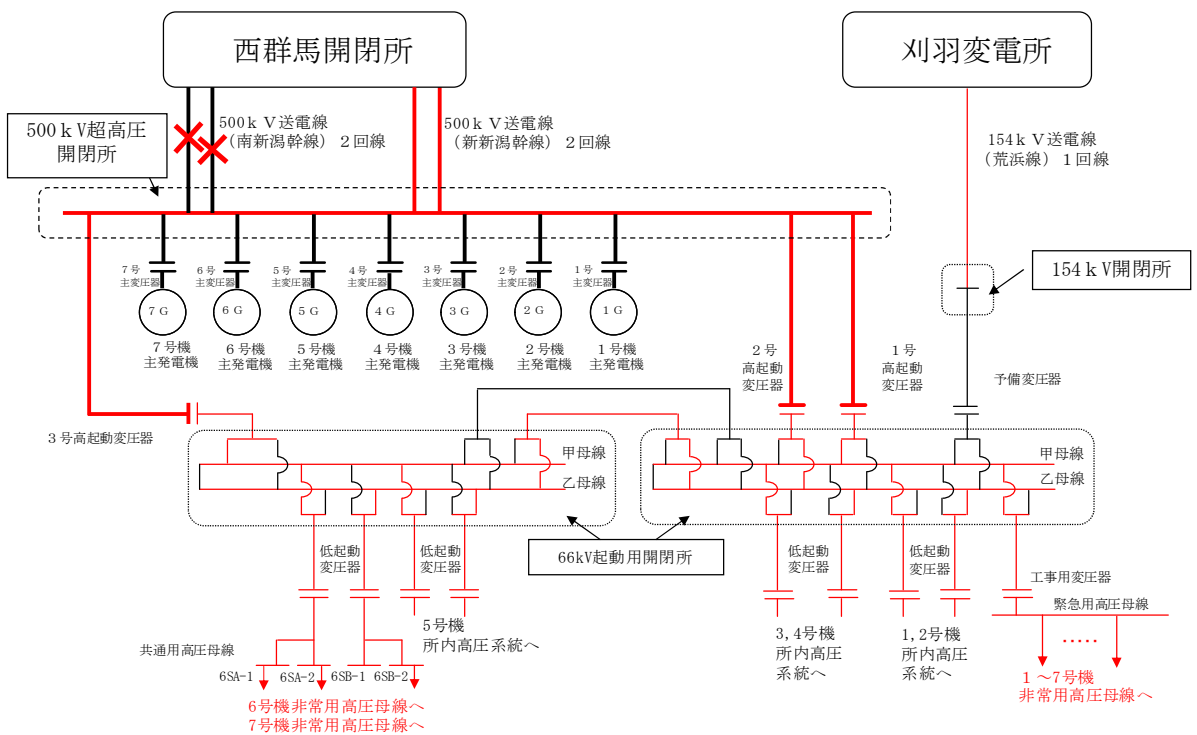 西群馬開閉所
刈羽変電所
500ｋV超高圧
開閉所
500ｋＶ送電線
（南新潟幹線）２回線
500ｋＶ送電線
（新新潟幹線）２回線
154ｋＶ送電線
（荒浜線）１回線
154ｋV開閉所
７号
主変圧器
６号
主変圧器
５号
主変圧器
４号
主変圧器
３号
主変圧器
２号
主変圧器
１号
主変圧器
７Ｇ
６Ｇ
５Ｇ
４Ｇ
３Ｇ
２Ｇ
１Ｇ
７号機
主発電機
６号機
主発電機
５号機
主発電機
４号機
主発電機
３号機
主発電機
２号機
主発電機
１号機
主発電機
２号
高起動
変圧器
１号
高起動
変圧器
予備変圧器
３号高起動変圧器
甲母線
乙母線
甲母線
乙母線
66kV起動用開閉所
低起動
変圧器
低起動
変圧器
低起動
変圧器
低起動
変圧器
工事用変圧器
緊急用高圧母線
5号機
所内高圧系統へ
3,4号機
所内高圧
系統へ
1,2号機
所内高圧
系統へ
共通用高圧母線
6SA-1
6SA-2
6SB-1
6SB-2
6号機非常用高圧母線へ
7号機非常用高圧母線へ
1～7号機
非常用高圧母線へ